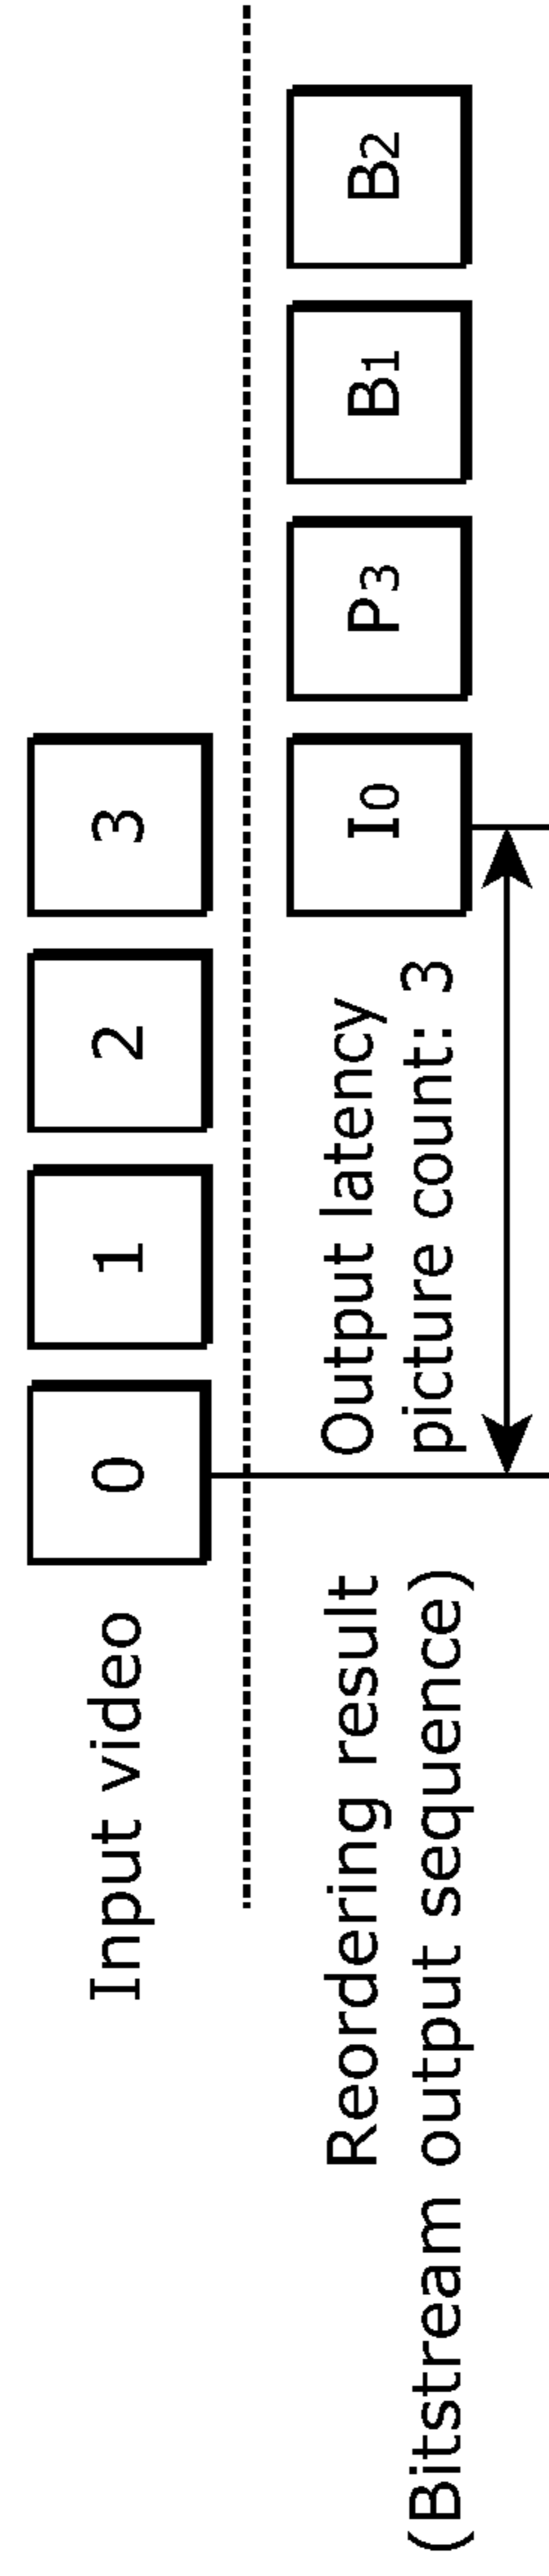 Input video 0 1 2 3
Output latency
picture count: 3
Reordering result
(Bitstream output sequence)
I0 P3 B1 B2